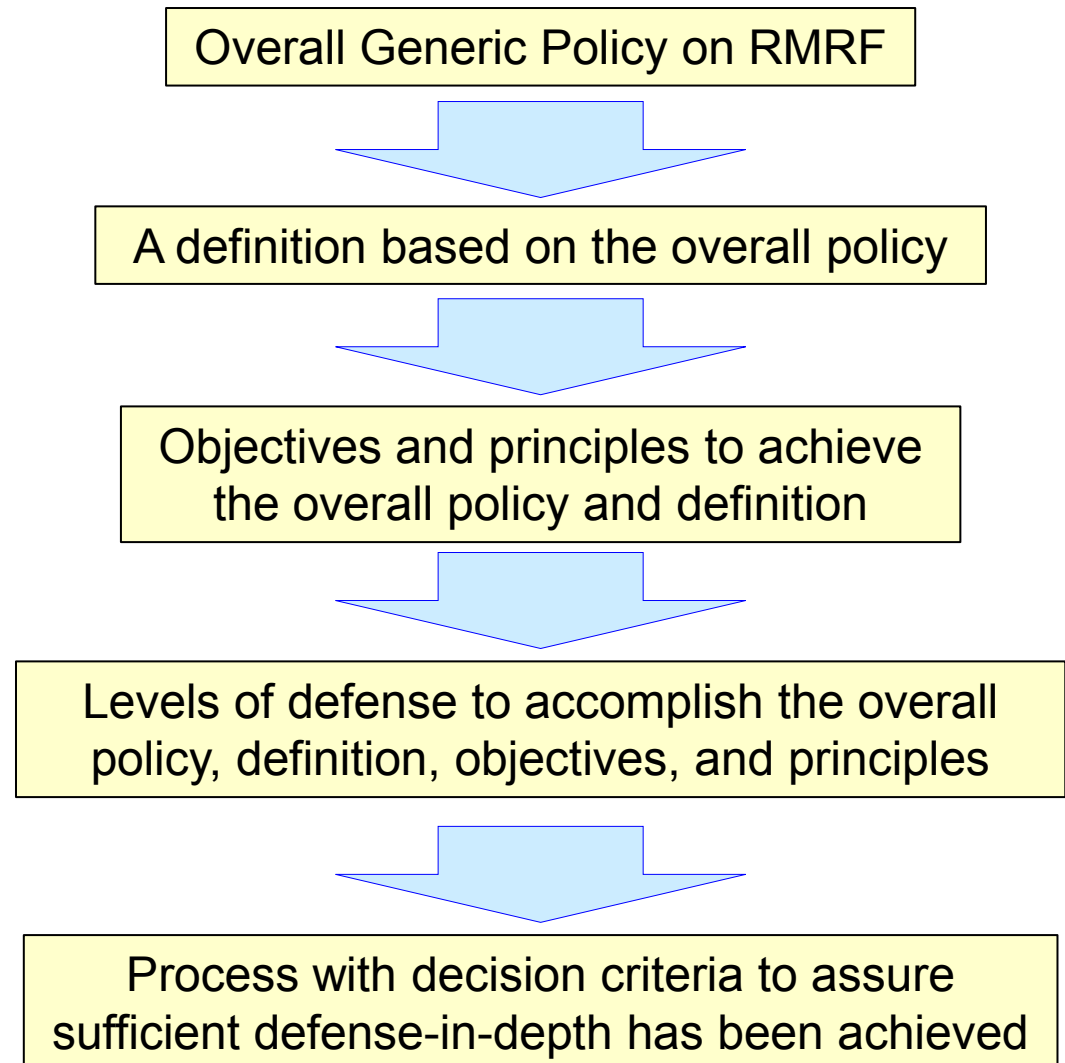 Overall Generic Policy on RMRF
A definition based on the overall policy
Objectives and principles to achieve
the overall policy and definition
Levels of defense to accomplish the overall
policy, definition, objectives, and principles
Process with decision criteria to assure
sufficient defense-in-depth has been achieved